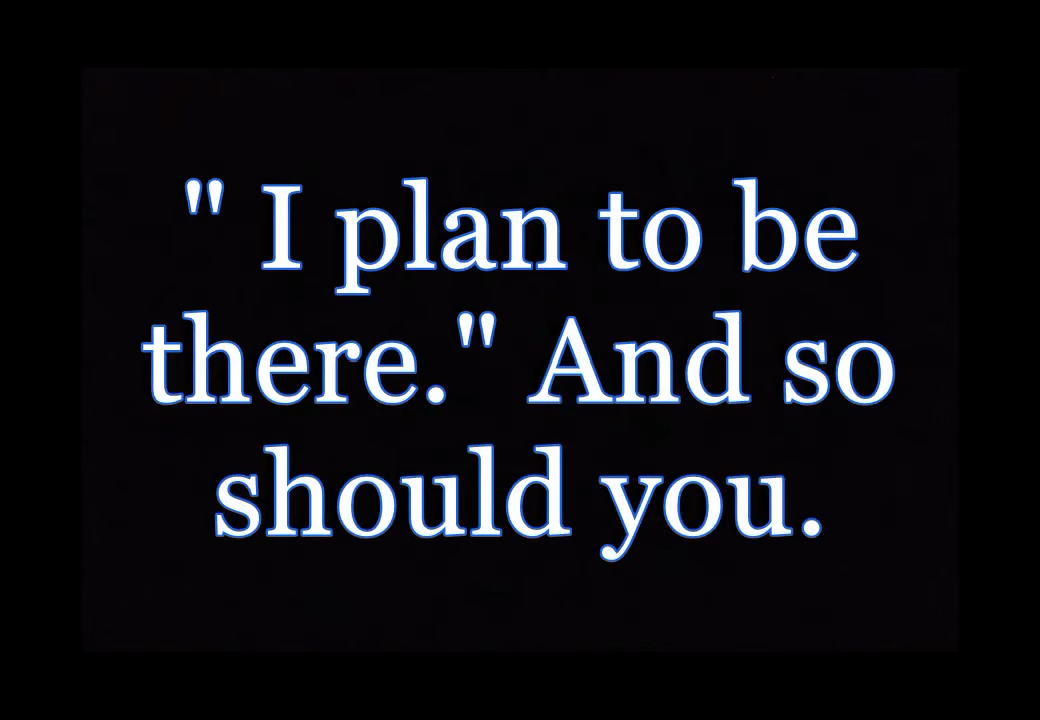 " I plan to be
there." And so
should you.